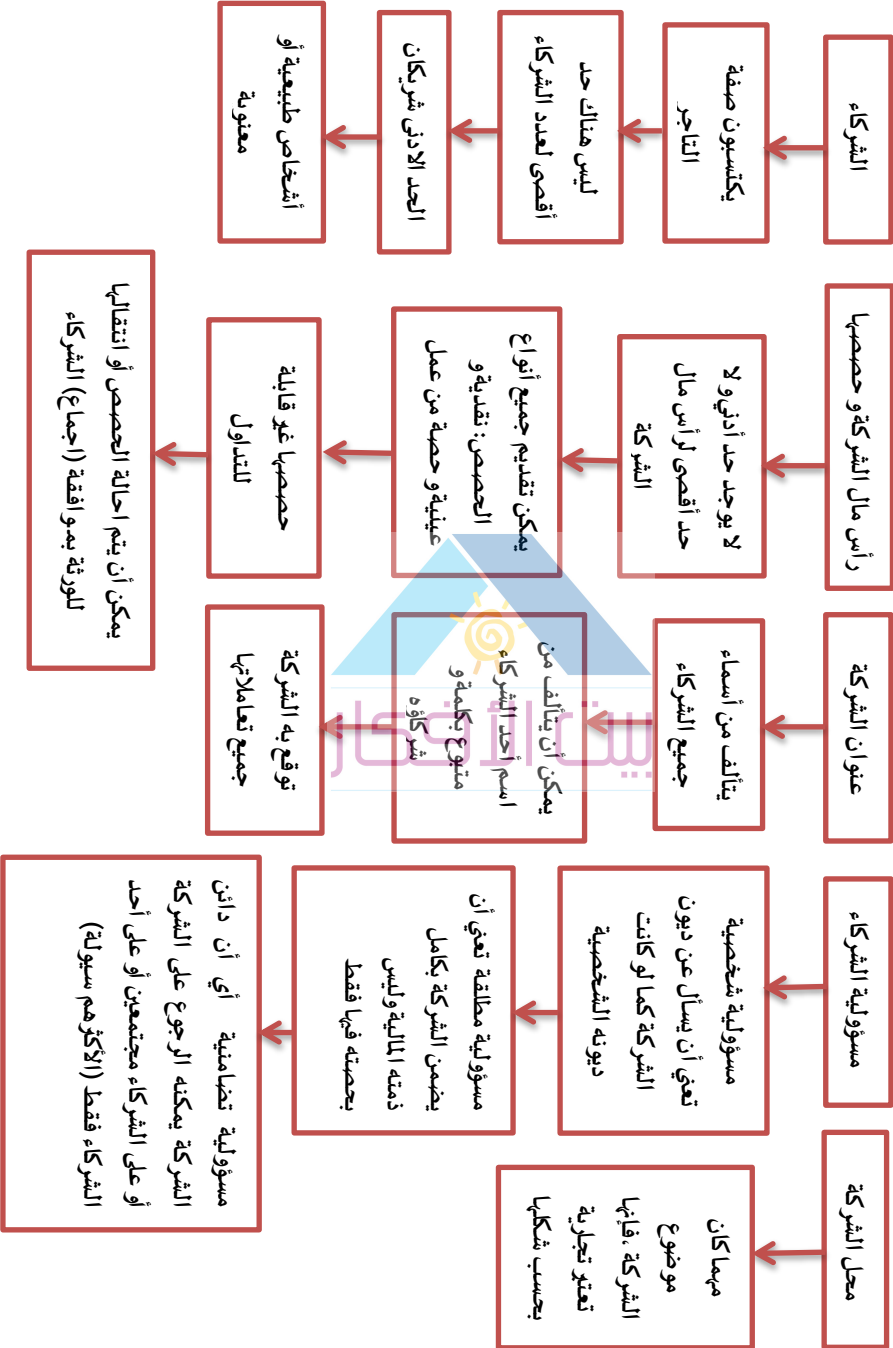 الشركاء
يكتسبون صفة
التاجر
ليس هناك حد
أقصى لعدد الشركاء
الحد الادنى شريكان
أشخاص طبيعية أو
معنوية
رأس مال الشركة و حصصها
لا يوجد حد أدني و لا
حد أقصى لرأس مال
الشركة
يمكن تقديم جميع أنواع
الحصص: نقدية و
عينية و حصة من عمل
حصصها غير قابلة
للتداول
يمكن أن يتم احالة الحصص أو انتقالها
للورثة بموافقة (اجماع) الشركاء
عنوان الشركة
يتألف من أسماء
جميع الشركاء
يمكن أن يتألف من
اسم أحد الشركاء
متبوع بكلمة و
شركاؤه
توقع به الشركة
جميع تعاملاتها
مسؤولية الشركاء
مسؤولية شخصية
تعني أن يسأل عن ديون
الشركة كما لو كانت
ديونه الشخصية
مسؤولية مطلقة تعني أن
يضمن الشركة بكامل
ذمته المالية وليس
بحصته فيها فقط
مسؤولية تضامنية أي أن دائن
الشركة يمكنه الرجوع على الشركة
أو على الشركاء مجتمعين أو على أحد
الشركاء فقط (الأكثرهم سيولة)
محل الشركة
مهما كان
موضوع
الشركة ،فإنها
تعتبر تجارية
بحسب شكلها
بيت الأفكار